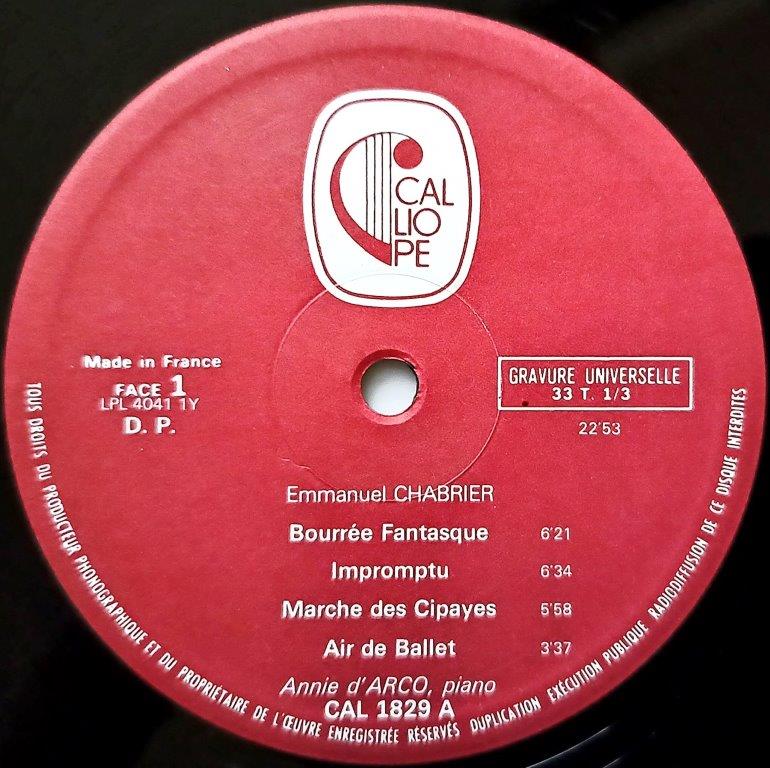 CAL
LIO
PE
Made in France
FACE 1
LPL 4041 1Y
D. P.
GRAVURE UNIVERSELLE
33 T. 1/3
22'53
Emmanuel CHABRIER
Bourrée Fantasque 6'21
Impromptu 6'34
Marche des Cipayes 5'58
Air de Ballet 3'37
Annie d'ARCO, piano
CAL 1829 A
TOUS DROITS DU PRODUCTEUR PHONOGRAPHIQUE ET DU PROPRIÉTAIRE DE L'ŒUVRE ENREGISTRÉE RÉSERVÉS DUPLICATION EXÉCUTION PUBLIQUE RADIODIFFUSION DE CE DISQUE INTERDITES